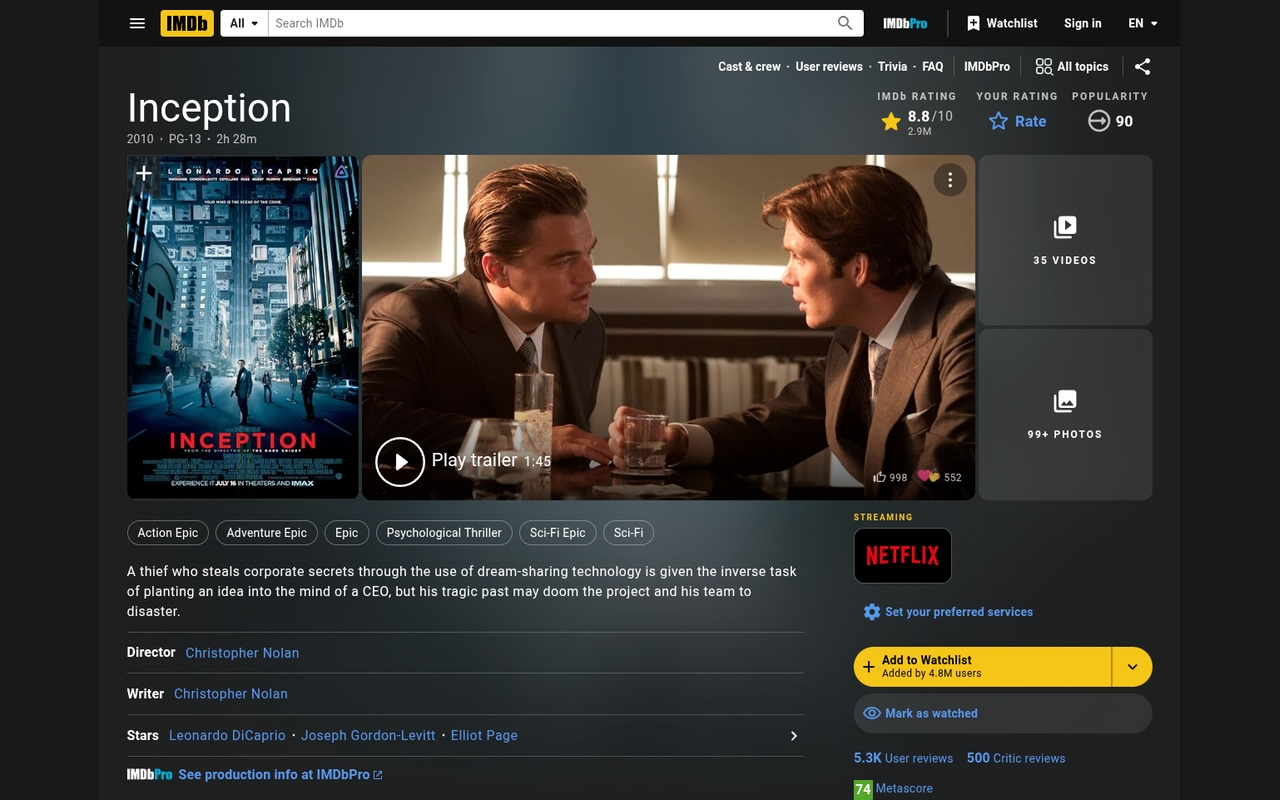 IMDb All Search IMDb IMDbPro Watchlist Sign in EN
Cast & crew · User reviews · Trivia · FAQ IMDbPro All topics
Inception
2010 · PG-13 · 2h 28m
IMDb RATING YOUR RATING POPULARITY
8.8/10 Rate 90
2.9M
LEONARDO DiCAPRIO
YOUR MIND IS THE SCENE OF THE CRIME.
INCEPTION
FROM THE DIRECTOR OF THE DARK KNIGHT
EXPERIENCE IT JULY 16 IN THEATERS AND IMAX
Play trailer 1:45
998 552
35 VIDEOS
99+ PHOTOS
Action Epic Adventure Epic Epic Psychological Thriller Sci-Fi Epic Sci-Fi
A thief who steals corporate secrets through the use of dream-sharing technology is given the inverse task
of planting an idea into the mind of a CEO, but his tragic past may doom the project and his team to
disaster.
Director Christopher Nolan
Writer Christopher Nolan
Stars Leonardo DiCaprio · Joseph Gordon-Levitt · Elliot Page
IMDbPro See production info at IMDbPro
STREAMING
NETFLIX
Set your preferred services
Add to Watchlist
Added by 4.8M users
Mark as watched
5.3K User reviews 500 Critic reviews
74 Metascore